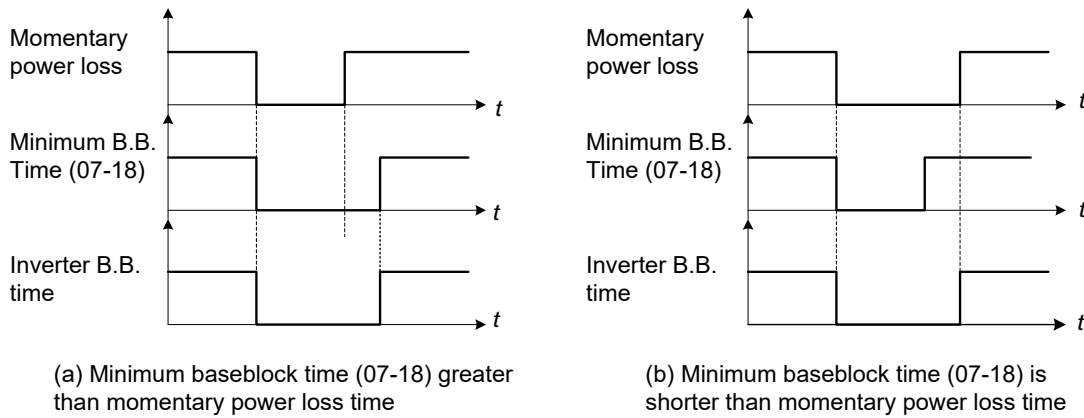 Momentary
power loss
t
Minimum B.B.
Time (07-18)
t
Inverter B.B.
time
t
(a) Minimum baseblock time (07-18) greater
than momentary power loss time
Momentary
power loss
t
Minimum B.B.
Time (07-18)
t
Inverter B.B.
time
t
(b) Minimum baseblock time (07-18) is
shorter than momentary power loss time